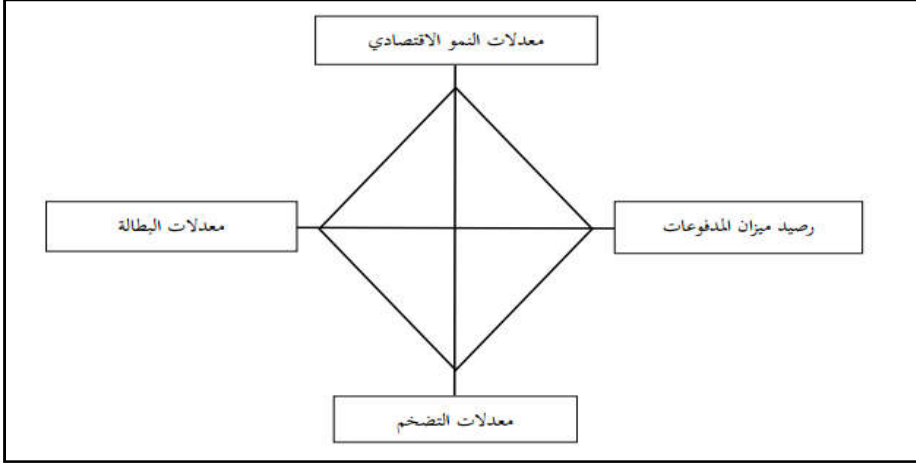 معدلات النمو الاقتصادي
رصيد ميزان المدفوعات
معدلات البطالة
معدلات التضخم